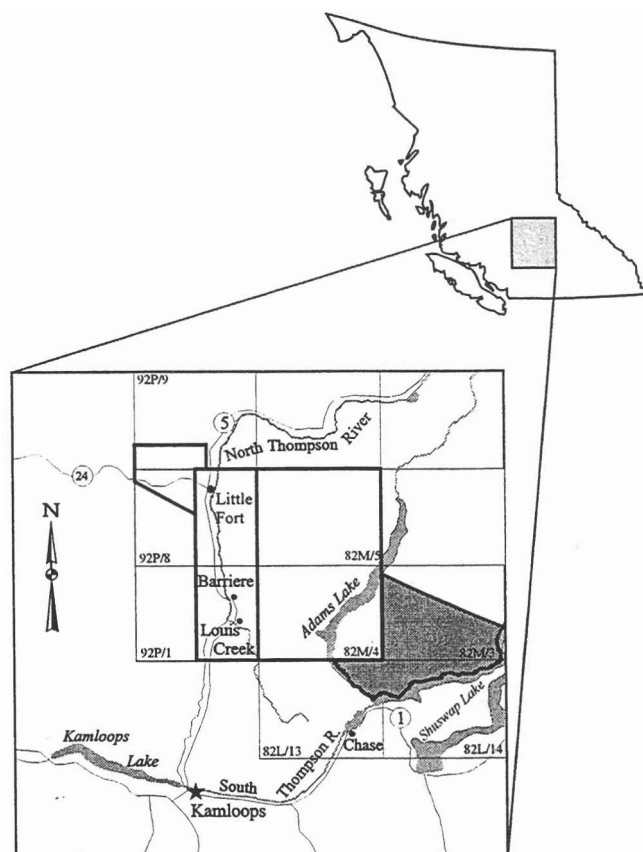 92P/9
5
North Thompson
River
24
Little
Fort
N
92P/8
82M/5
Barriere
Adams Lake
Louis
Creek
92P/1
82M/4
82M/3
Shuswap Lake
1
Thompson R.
Chase
82L/13
82L/14
Kamloops
Lake
South
Kamloops